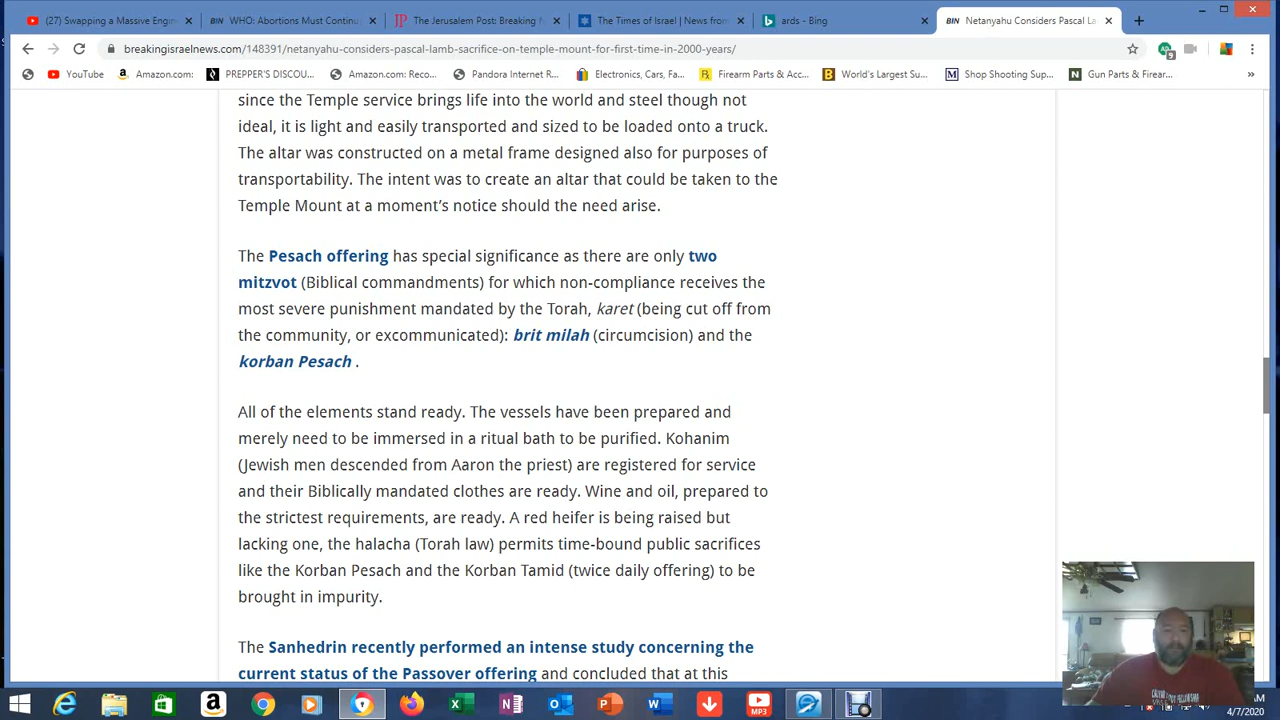 (27) Swapping a Massive Engin
BIN WHO: Abortions Must Continu
JP The Jerusalem Post: Breaking N
The Times of Israel | News from
ards - Bing
BIN Netanyahu Considers Pascal La
breakingisraelnews.com/148391/netanyahu-considers-pascal-lamb-sacrifice-on-temple-mount-for-first-time-in-2000-years/
9
YouTube
Amazon.com:
PREPPER'S DISCOU...
Amazon.com: Reco...
Pandora Internet R...
Electronics, Cars, Fa...
Firearm Parts & Acc...
World's Largest Su...
Shop Shooting Sup...
Gun Parts & Firear...
since the Temple service brings life into the world and steel though not
ideal, it is light and easily transported and sized to be loaded onto a truck.
The altar was constructed on a metal frame designed also for purposes of
transportability. The intent was to create an altar that could be taken to the
Temple Mount at a moment's notice should the need arise.
The Pesach offering has special significance as there are only two
mitzvot (Biblical commandments) for which non-compliance receives the
most severe punishment mandated by the Torah, karet (being cut off from
the community, or excommunicated): brit milah (circumcision) and the
korban Pesach .
All of the elements stand ready. The vessels have been prepared and
merely need to be immersed in a ritual bath to be purified. Kohanim
(Jewish men descended from Aaron the priest) are registered for service
and their Biblically mandated clothes are ready. Wine and oil, prepared to
the strictest requirements, are ready. A red heifer is being raised but
lacking one, the halacha (Torah law) permits time-bound public sacrifices
like the Korban Pesach and the Korban Tamid (twice daily offering) to be
brought in impurity.
The Sanhedrin recently performed an intense study concerning the
current status of the Passover offering and concluded that at this
MP3
AM
4/7/2020